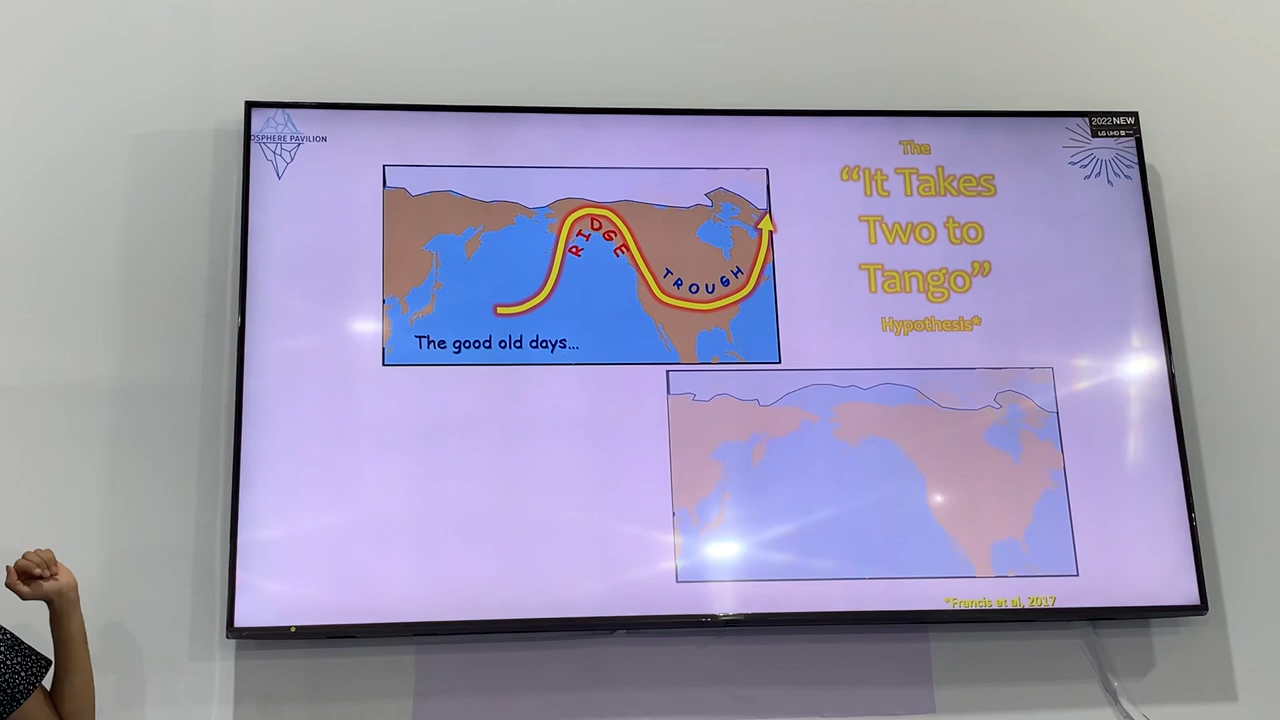 OSPHERE PAVILION
2022 NEW
The
“It Takes
Two to
Tango”
Hypothesis*
RIDGE
TROUGH
The good old days...
*Francis et al, 2017